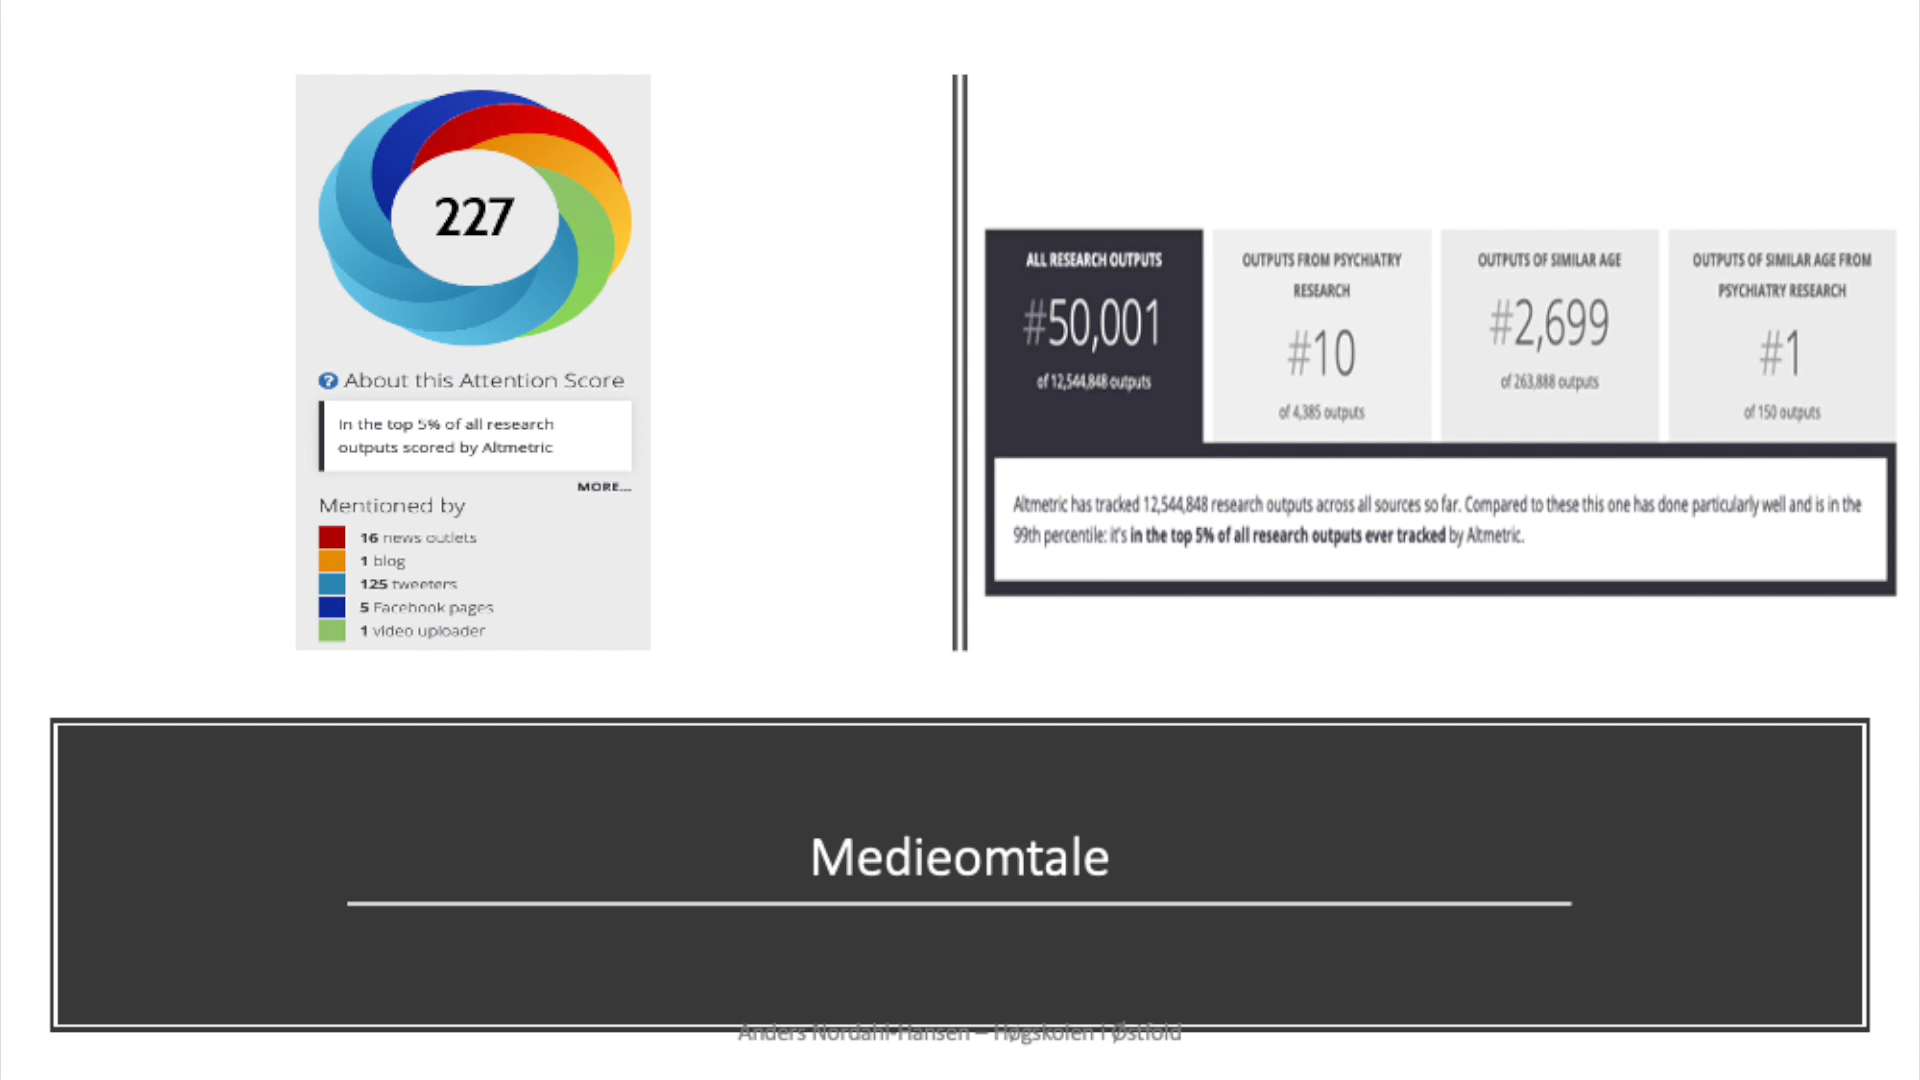 227
? About this Attention Score
In the top 5% of all research
outputs scored by Altmetric
MORE...
Mentioned by
16 news outlets
1 blog
125 tweeters
5 Facebook pages
1 video uploader
ALL RESEARCH OUTPUTS
#50,001
of 12,544,848 outputs
OUTPUTS FROM PSYCHIATRY
RESEARCH
#10
of 4,385 outputs
OUTPUTS OF SIMILAR AGE
#2,699
of 263,888 outputs
OUTPUTS OF SIMILAR AGE FROM
PSYCHIATRY RESEARCH
#1
of 150 outputs
Altmetric has tracked 12,544,848 research outputs across all sources so far. Compared to these this one has done particularly well and is in the
99th percentile: it's in the top 5% of all research outputs ever tracked by Altmetric.
Medieomtale
Anders Nordahl-Hansen – Høgskolen i Østfold